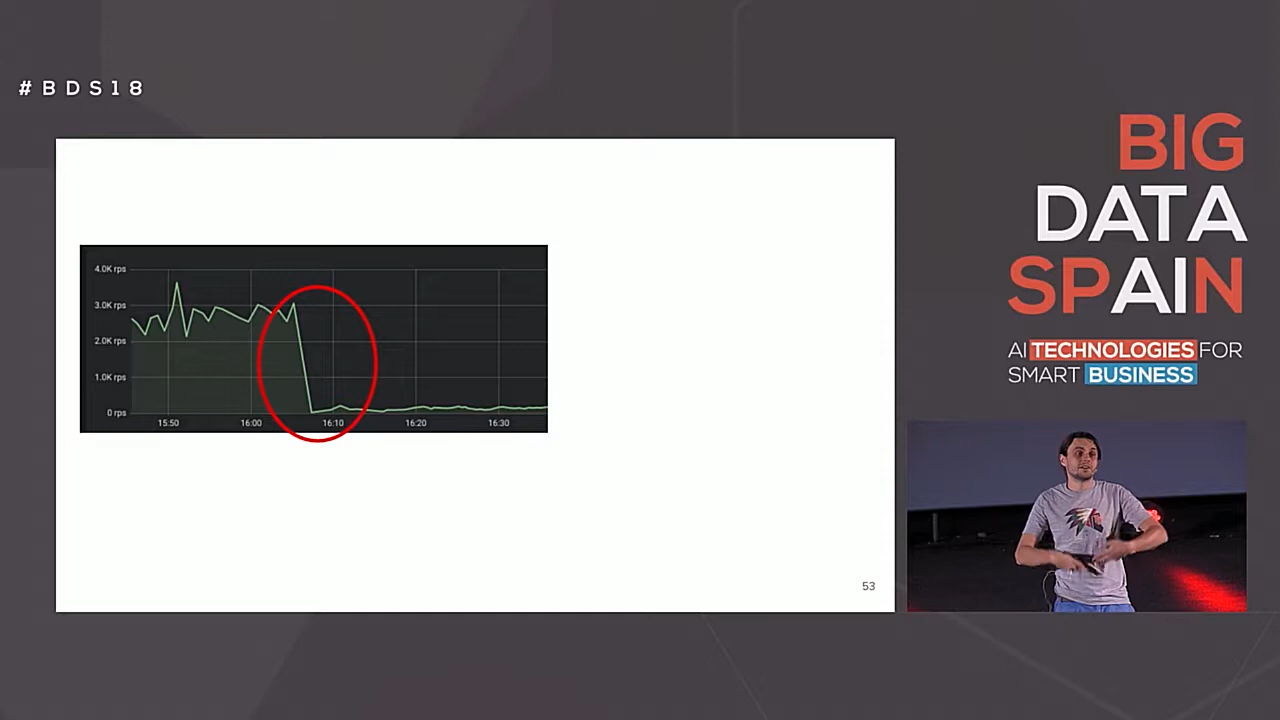 #BDS18
BIG
DATA
SPAIN
AI TECHNOLOGIES FOR
SMART BUSINESS
4.0K rps
3.0K rps
2.0K rps
1.0K rps
0 rps
15:50 16:00 16:10 16:20 16:30
53